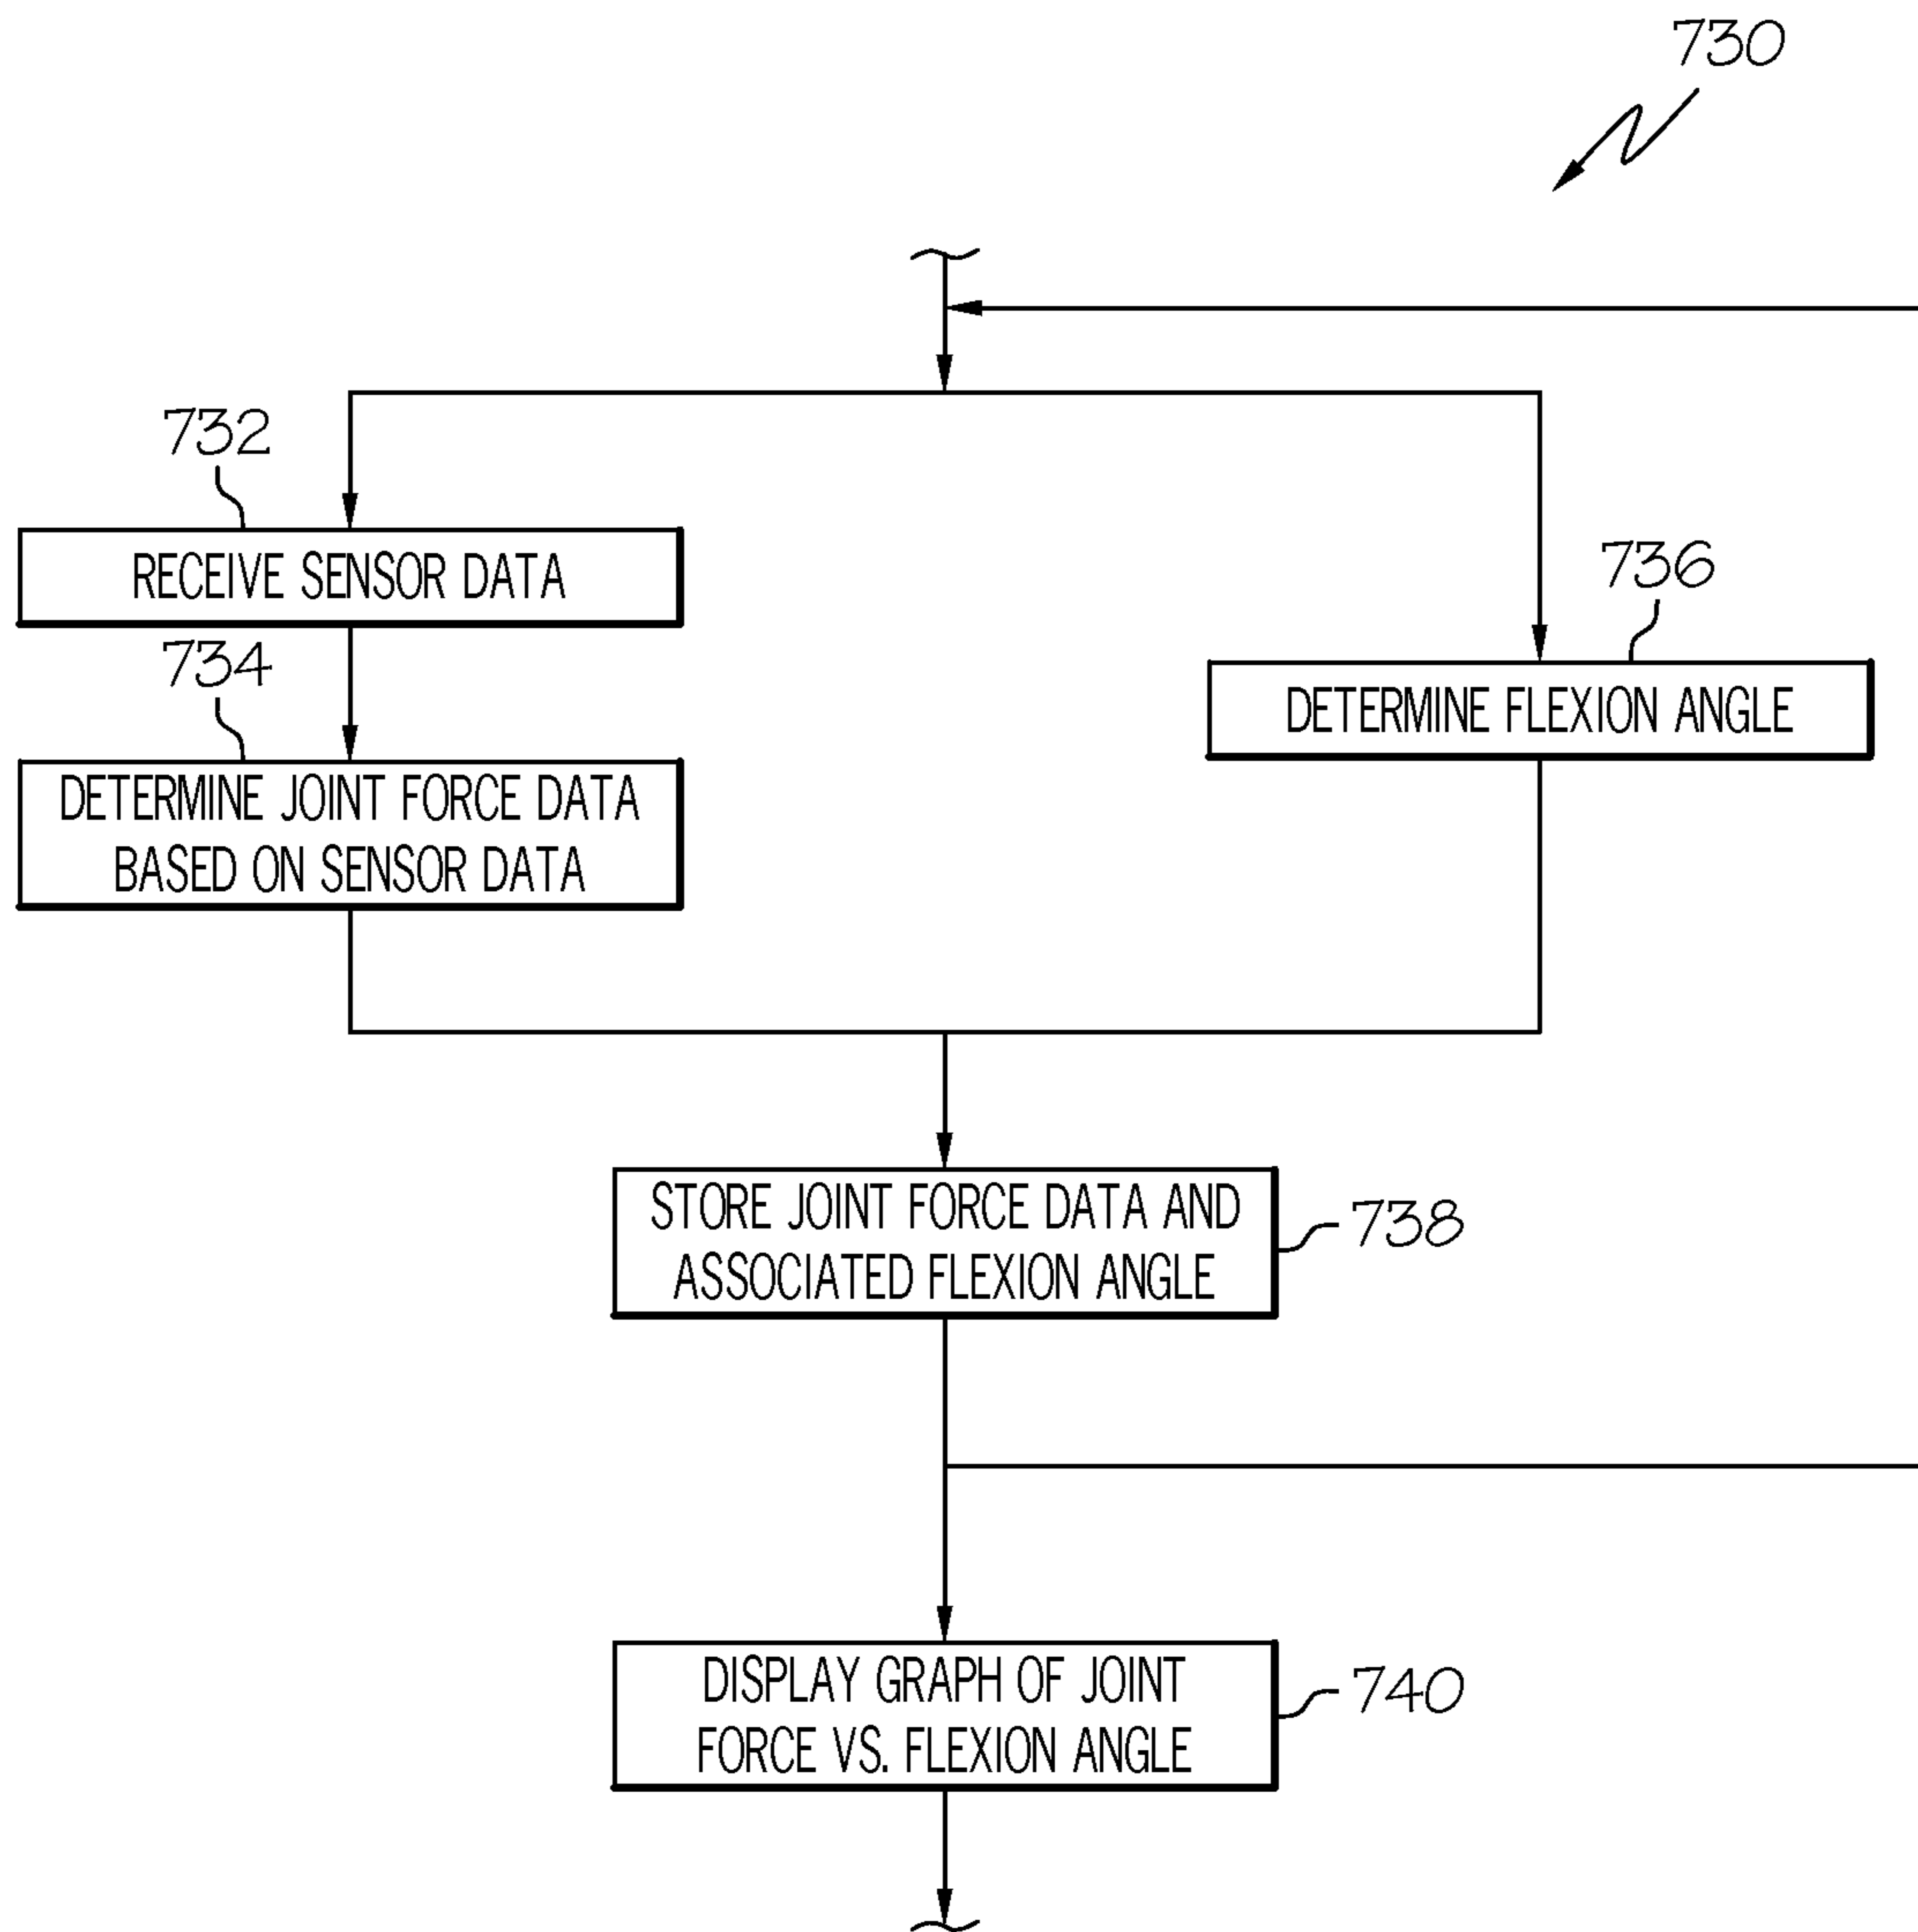 730
732
RECEIVE SENSOR DATA
736
734
DETERMINE FLEXION ANGLE
DETERMINE JOINT FORCE DATA
BASED ON SENSOR DATA
STORE JOINT FORCE DATA AND
ASSOCIATED FLEXION ANGLE
738
DISPLAY GRAPH OF JOINT
FORCE VS. FLEXION ANGLE
740